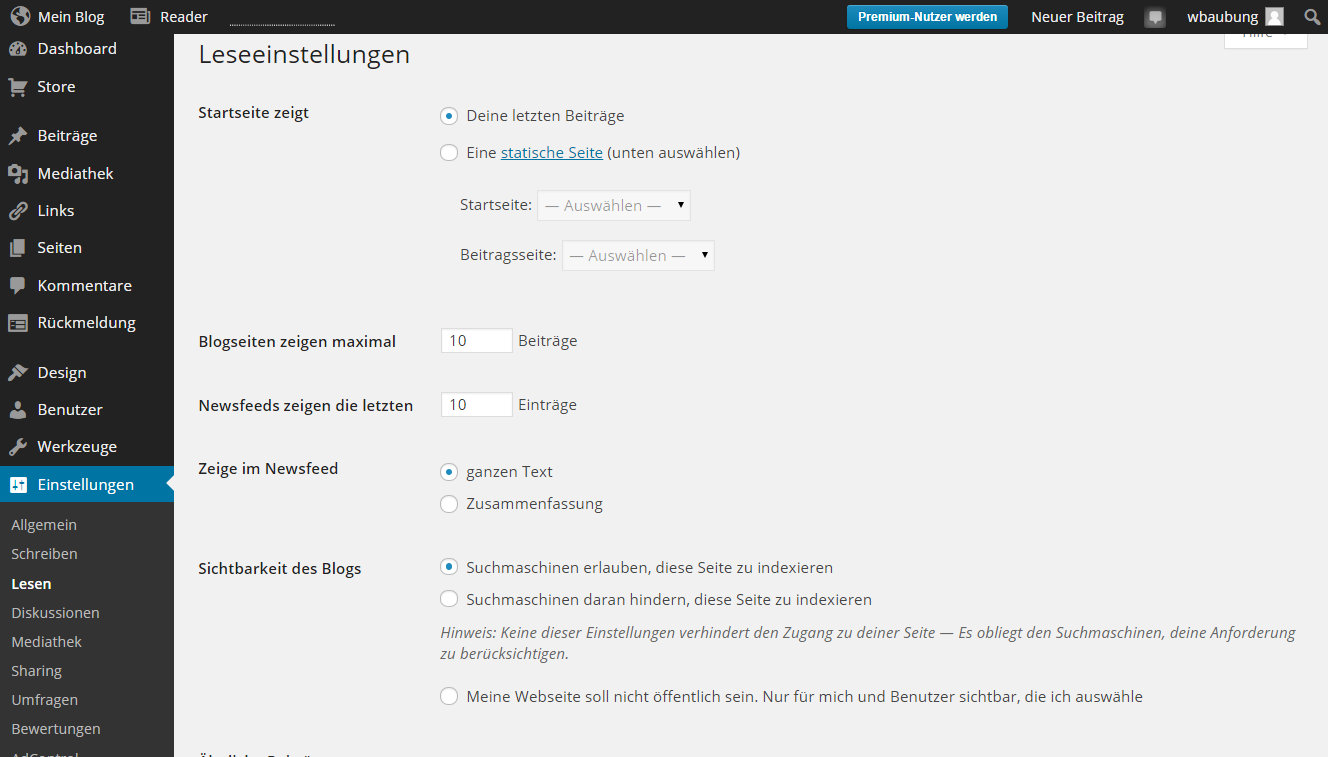 Mein Blog Reader Premium-Nutzer werden Neuer Beitrag wbaubung
Dashboard
Store
Beiträge
Mediathek
Links
Seiten
Kommentare
Rückmeldung
Design
Benutzer
Werkzeuge
Einstellungen
Allgemein
Schreiben
Lesen
Diskussionen
Mediathek
Sharing
Umfragen
Bewertungen
AdControl
Hilfe
Leseeinstellungen
Startseite zeigt
Deine letzten Beiträge
Eine statische Seite (unten auswählen)
Startseite: — Auswählen —
Beitragsseite: — Auswählen —
Blogseiten zeigen maximal 10 Beiträge
Newsfeeds zeigen die letzten 10 Einträge
Zeige im Newsfeed
ganzen Text
Zusammenfassung
Sichtbarkeit des Blogs
Suchmaschinen erlauben, diese Seite zu indexieren
Suchmaschinen daran hindern, diese Seite zu indexieren
Hinweis: Keine dieser Einstellungen verhindert den Zugang zu deiner Seite — Es obliegt den Suchmaschinen, deine Anforderung
zu berücksichtigen.
Meine Webseite soll nicht öffentlich sein. Nur für mich und Benutzer sichtbar, die ich auswähle